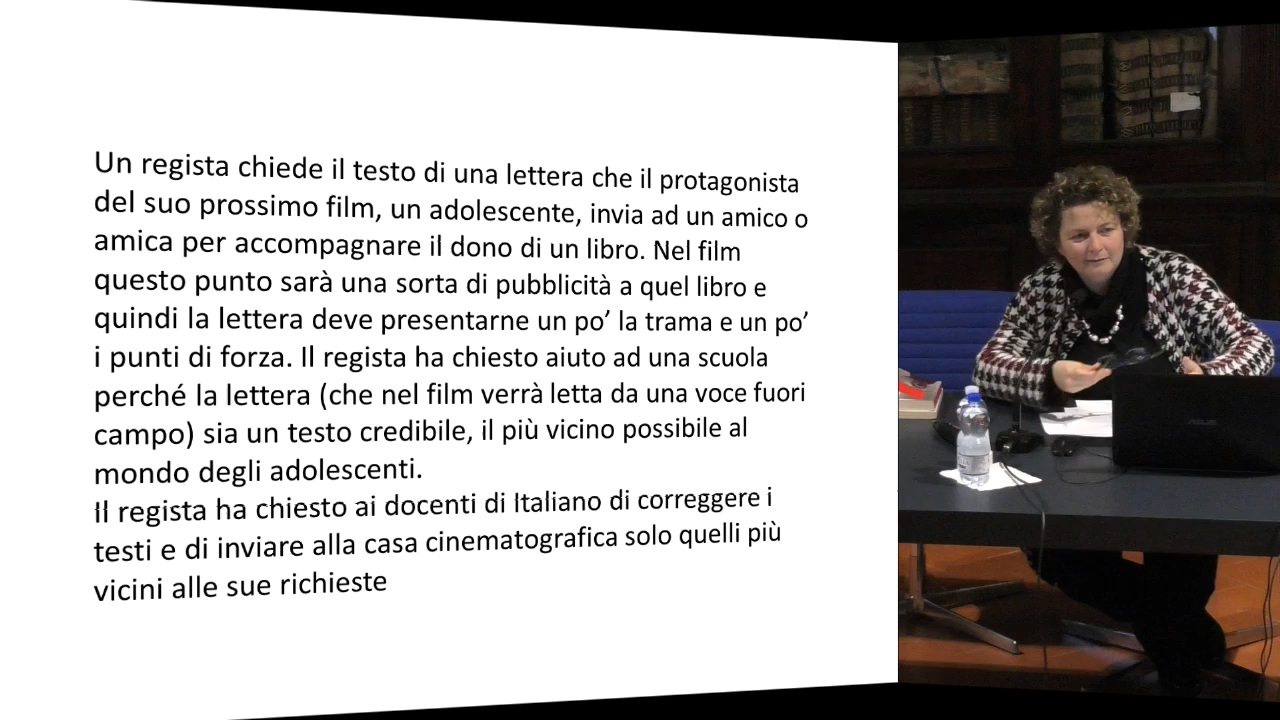 Un regista chiede il testo di una lettera che il protagonista
del suo prossimo film, un adolescente, invia ad un amico o
amica per accompagnare il dono di un libro. Nel film
questo punto sarà una sorta di pubblicità a quel libro e
quindi la lettera deve presentarne un po’ la trama e un po’
i punti di forza. Il regista ha chiesto aiuto ad una scuola
perché la lettera (che nel film verrà letta da una voce fuori
campo) sia un testo credibile, il più vicino possibile al
mondo degli adolescenti.
Il regista ha chiesto ai docenti di Italiano di correggere i
testi e di inviare alla casa cinematografica solo quelli più
vicini alle sue richieste